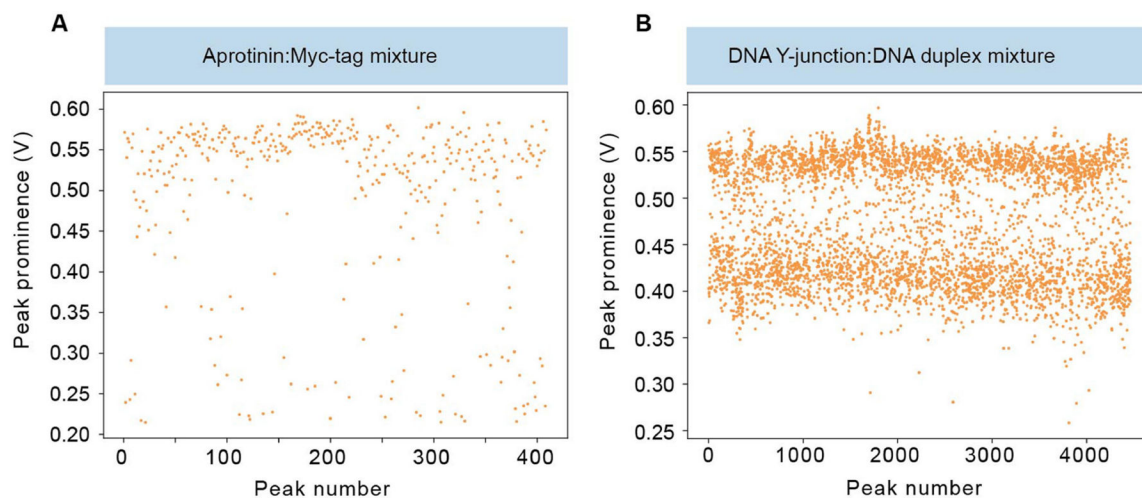 A
Aprotinin:Myc-tag mixture
Peak prominence (V)
0.60
0.55
0.50
0.45
0.40
0.35
0.30
0.25
0.20
0 100 200 300 400
Peak number
B
DNA Y-junction:DNA duplex mixture
Peak prominence (V)
0.60
0.55
0.50
0.45
0.40
0.35
0.30
0.25
0 1000 2000 3000 4000
Peak number